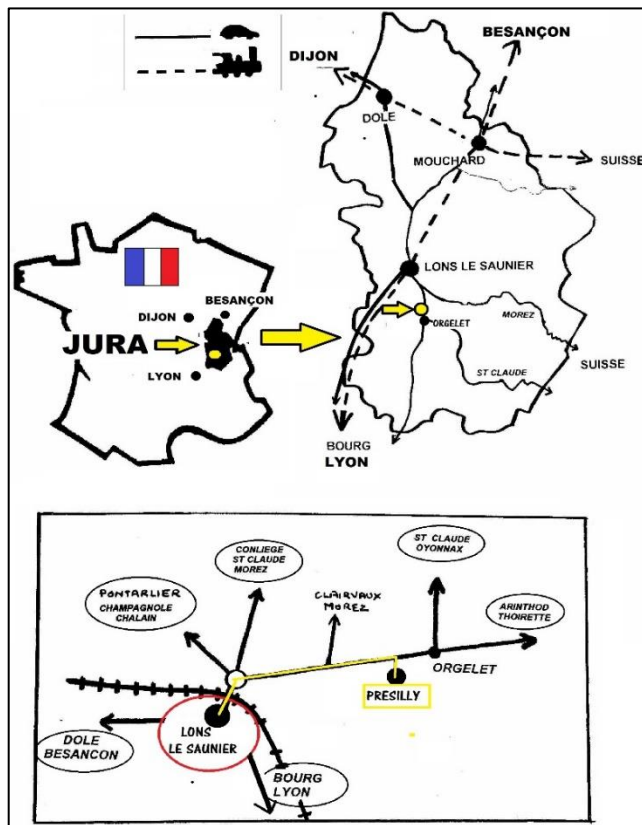 DIJON
BESANÇON
DOLE
MOUCHARD
SUISSE
LONS LE SAUNIER
MOREZ
ORGELET
ST CLAUDE
SUISSE
BOURG
LYON
DIJON
BESANÇON
JURA
LYON
CONLIEGE
ST CLAUDE
MOREZ
ST CLAUDE
OYONNAX
PONTARLIER
CHAMPAGNOLE
CHALAIN
CLAIRVAUX
MOREZ
ARINTHOD
THOIRETTE
ORGELET
PRESILLY
LONS
LE SAUNIER
DOLE
BESANCON
BOURG
LYON